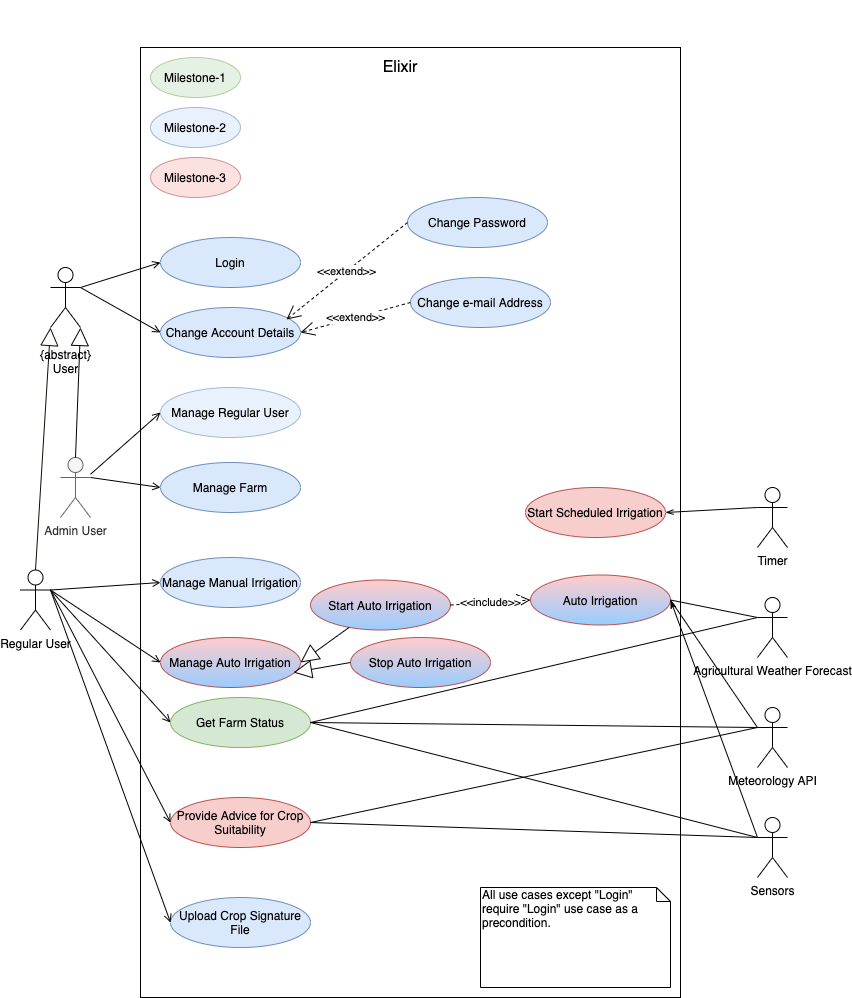 Elixir
Milestone-1
Milestone-2
Milestone-3
Change Password
Login
<<extend>>
Change e-mail Address
<<extend>>
Change Account Details
{abstract}
User
Manage Regular User
Manage Farm
Admin User
Start Scheduled Irrigation
Timer
Manage Manual Irrigation
Start Auto Irrigation
<<include>>
Auto Irrigation
Regular User
Manage Auto Irrigation
Stop Auto Irrigation
Agricultural Weather Forecast
Get Farm Status
Meteorology API
Provide Advice for Crop
Suitability
Sensors
Upload Crop Signature
File
All use cases except "Login"
require "Login" use case as a
precondition.